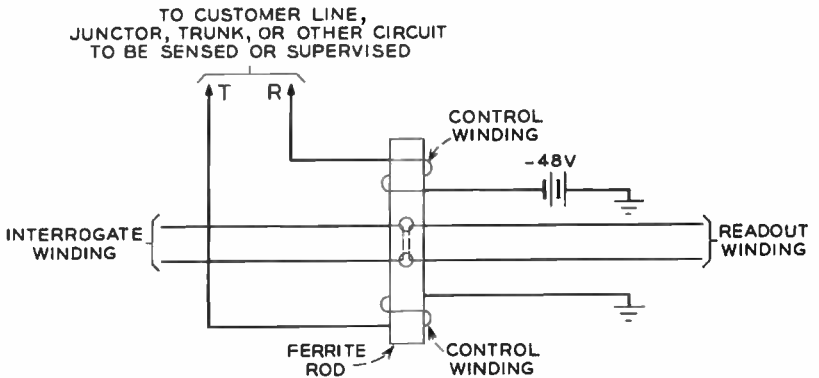 TO CUSTOMER LINE,
JUNCTOR, TRUNK, OR OTHER CIRCUIT
TO BE SENSED OR SUPERVISED
T R
CONTROL
WINDING
-48V
INTERROGATE
WINDING
READOUT
WINDING
FERRITE
ROD
CONTROL
WINDING